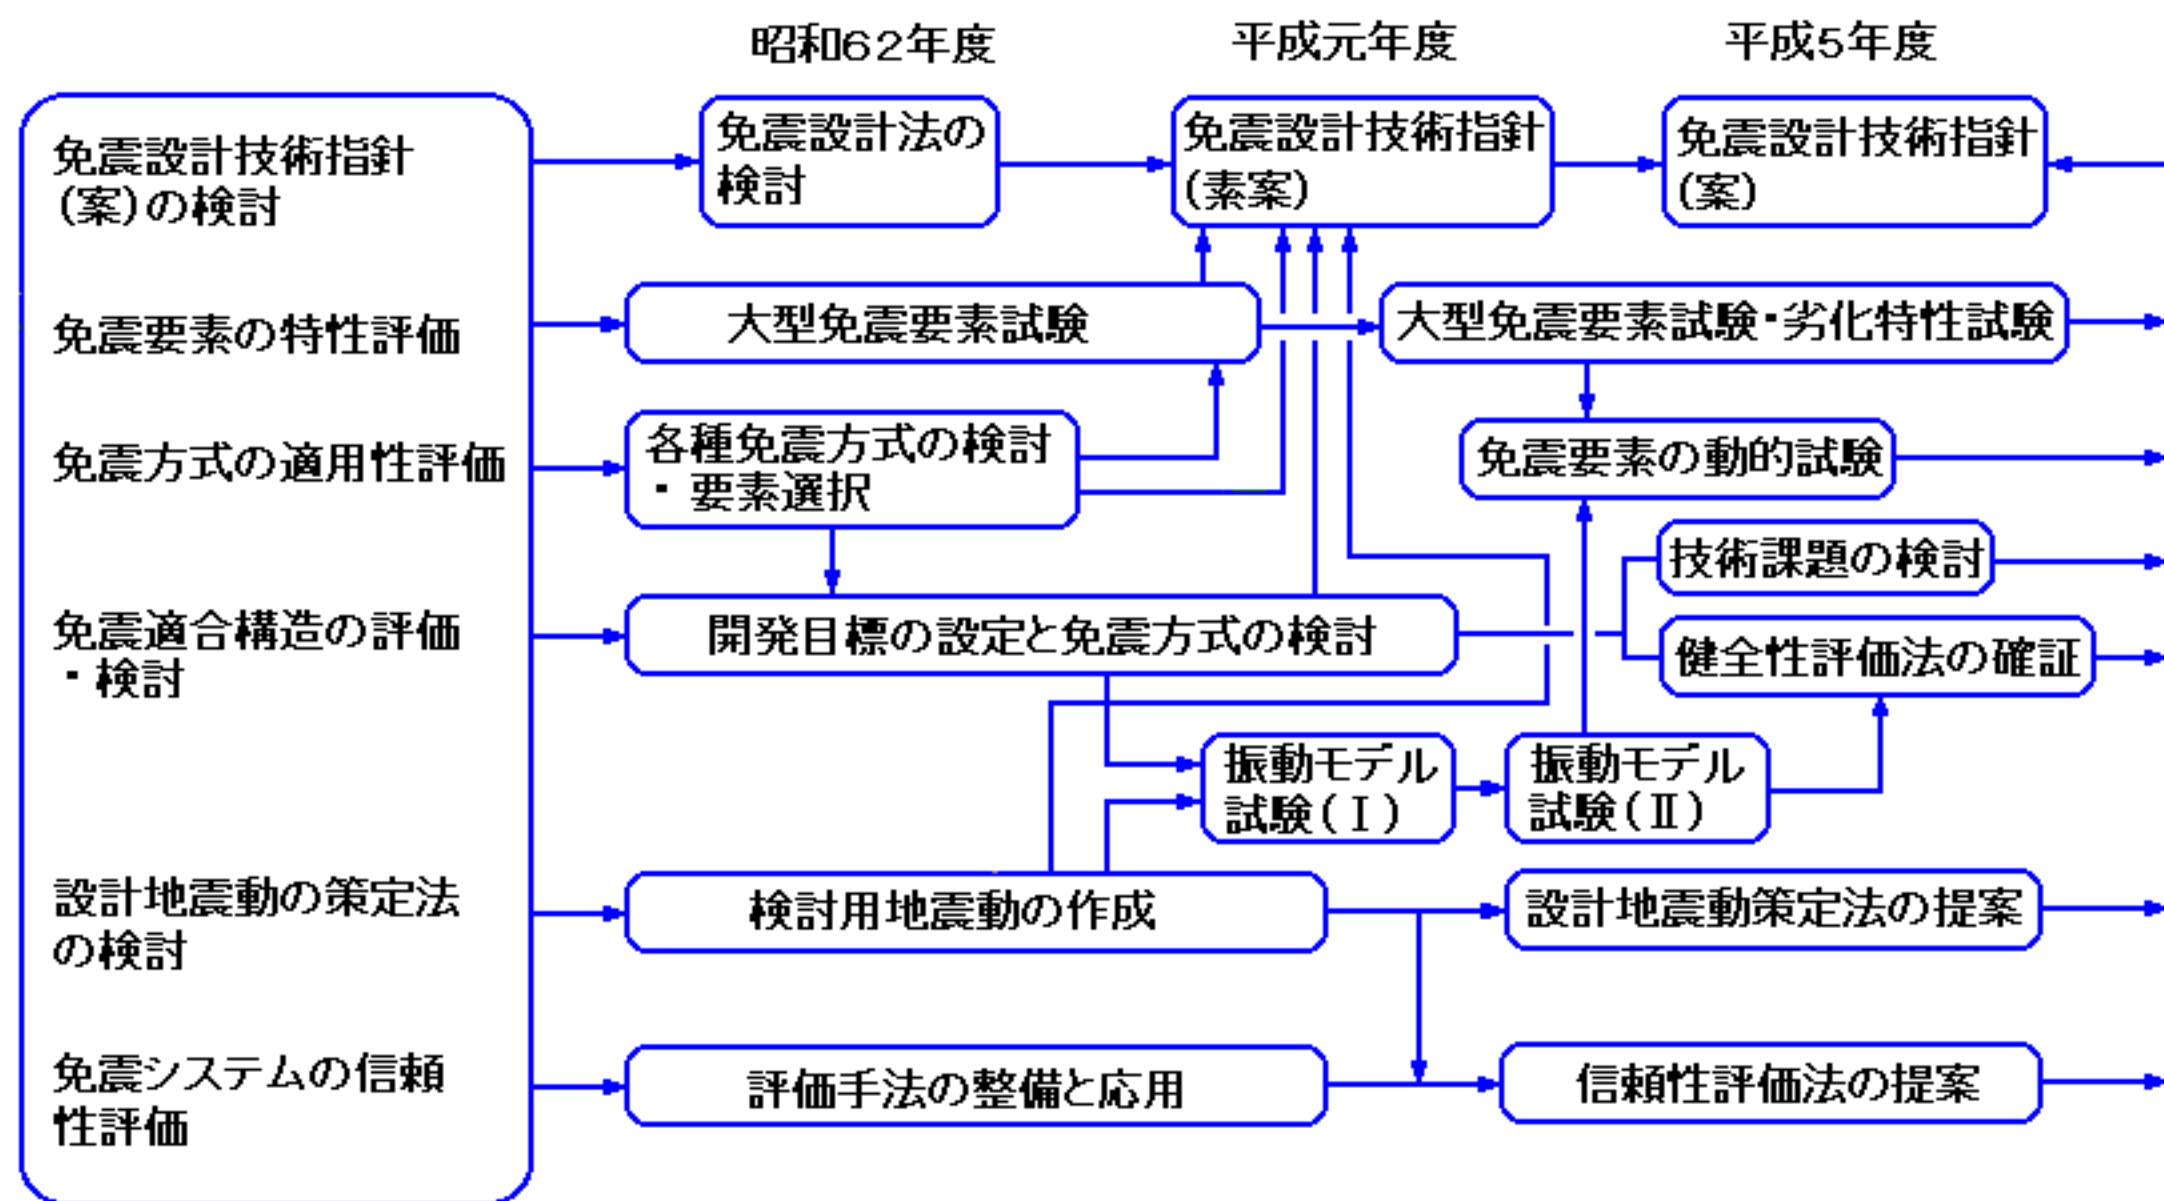 昭和62年度
平成元年度
平成5年度
免震設計技術指針
(案)の検討
免震要素の特性評価
免震方式の適用性評価
免震適合構造の評価
・検討
設計地震動の策定法
の検討
免震システムの信頼
性評価
免震設計法の
検討
免震設計技術指針
(素案)
免震設計技術指針
(案)
大型免震要素試験
大型免震要素試験・劣化特性試験
各種免震方式の検討
・要素選択
免震要素の動的試験
技術課題の検討
開発目標の設定と免震方式の検討
健全性評価法の確証
振動モデル
試験(Ⅰ)
振動モデル
試験(Ⅱ)
検討用地震動の作成
設計地震動策定法の提案
評価手法の整備と応用
信頼性評価法の提案